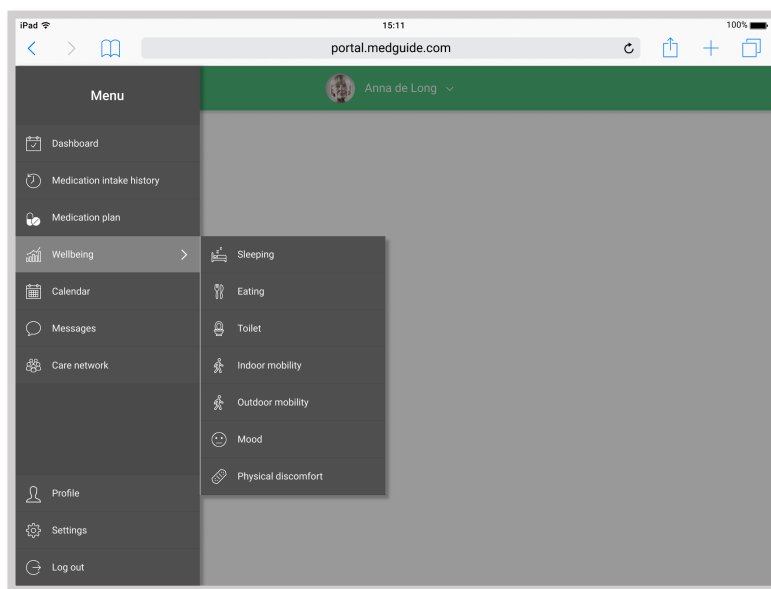 iPad 15:11 100%
portal.medguide.com
Menu
Anna de Long
Dashboard
Medication intake history
Medication plan
Wellbeing
Sleeping
Calendar
Eating
Messages
Toilet
Care network
Indoor mobility
Outdoor mobility
Mood
Physical discomfort
Profile
Settings
Log out